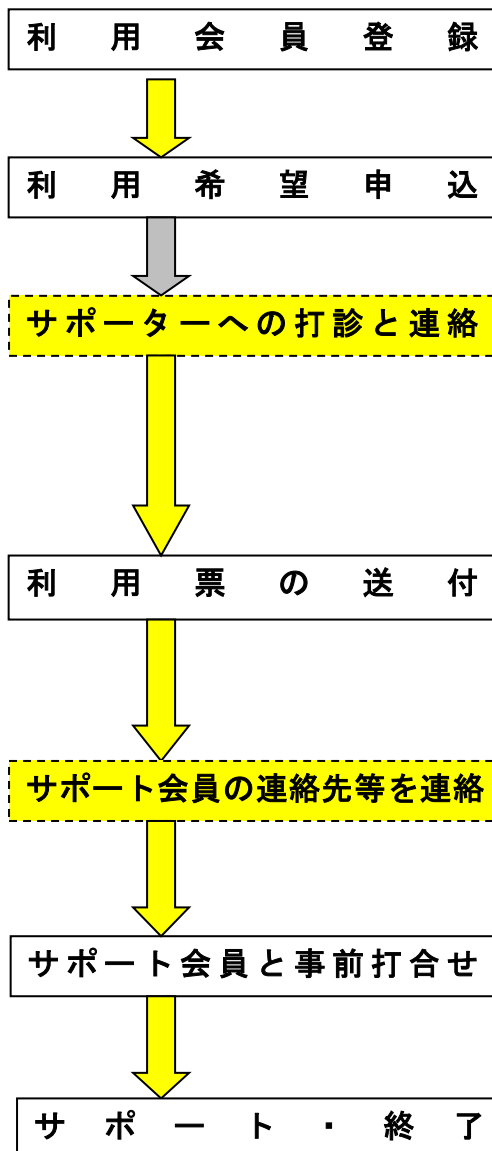 利用会員登録
利用希望申込
サポーターへの打診と連絡
利用票の送付
サポート会員の連絡先等を連絡
サポート会員と事前打合せ
サポート・終了